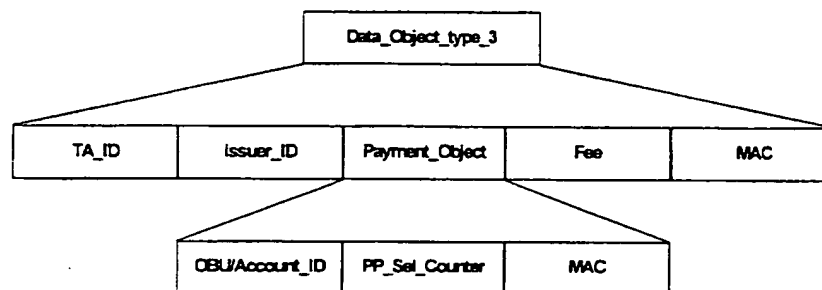 Data_Object_type_3
TA_ID Issuer_ID Payment_Object Fee MAC
OBU/Account_ID PP_Sel_Counter MAC